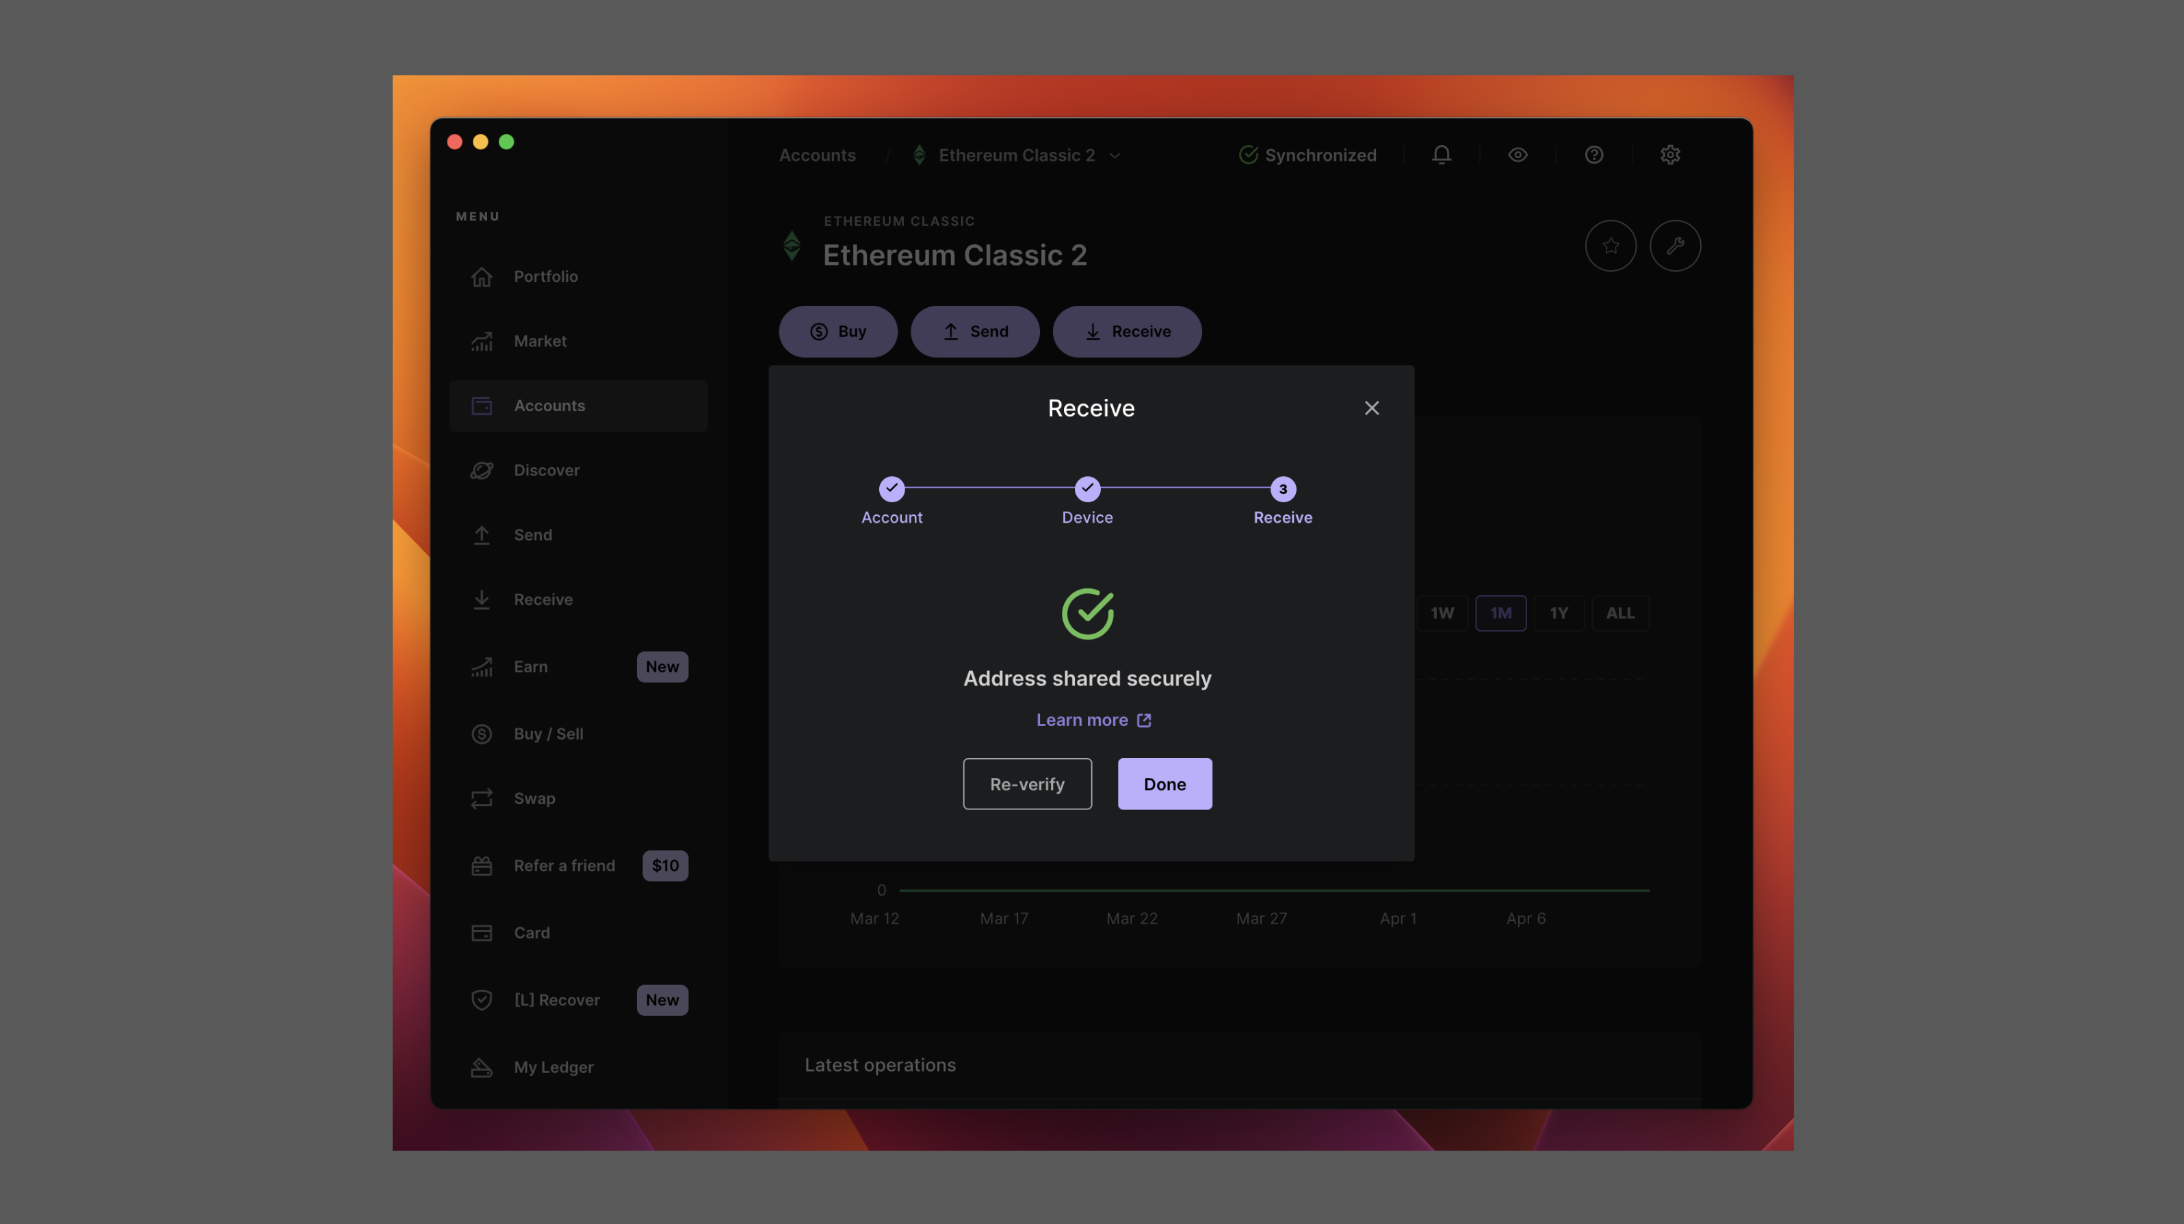 Accounts / Ethereum Classic 2 Synchronized
MENU
ETHEREUM CLASSIC
Ethereum Classic 2
Portfolio
Market
Accounts
Discover
Send
Receive
Earn New
Buy / Sell
Swap
Refer a friend $10
Card
[L] Recover New
My Ledger
Buy Send Receive
Receive
3
Account Device Receive
Address shared securely
Learn more
Re-verify Done
1W 1M 1Y ALL
0
Mar 12 Mar 17 Mar 22 Mar 27 Apr 1 Apr 6
Latest operations